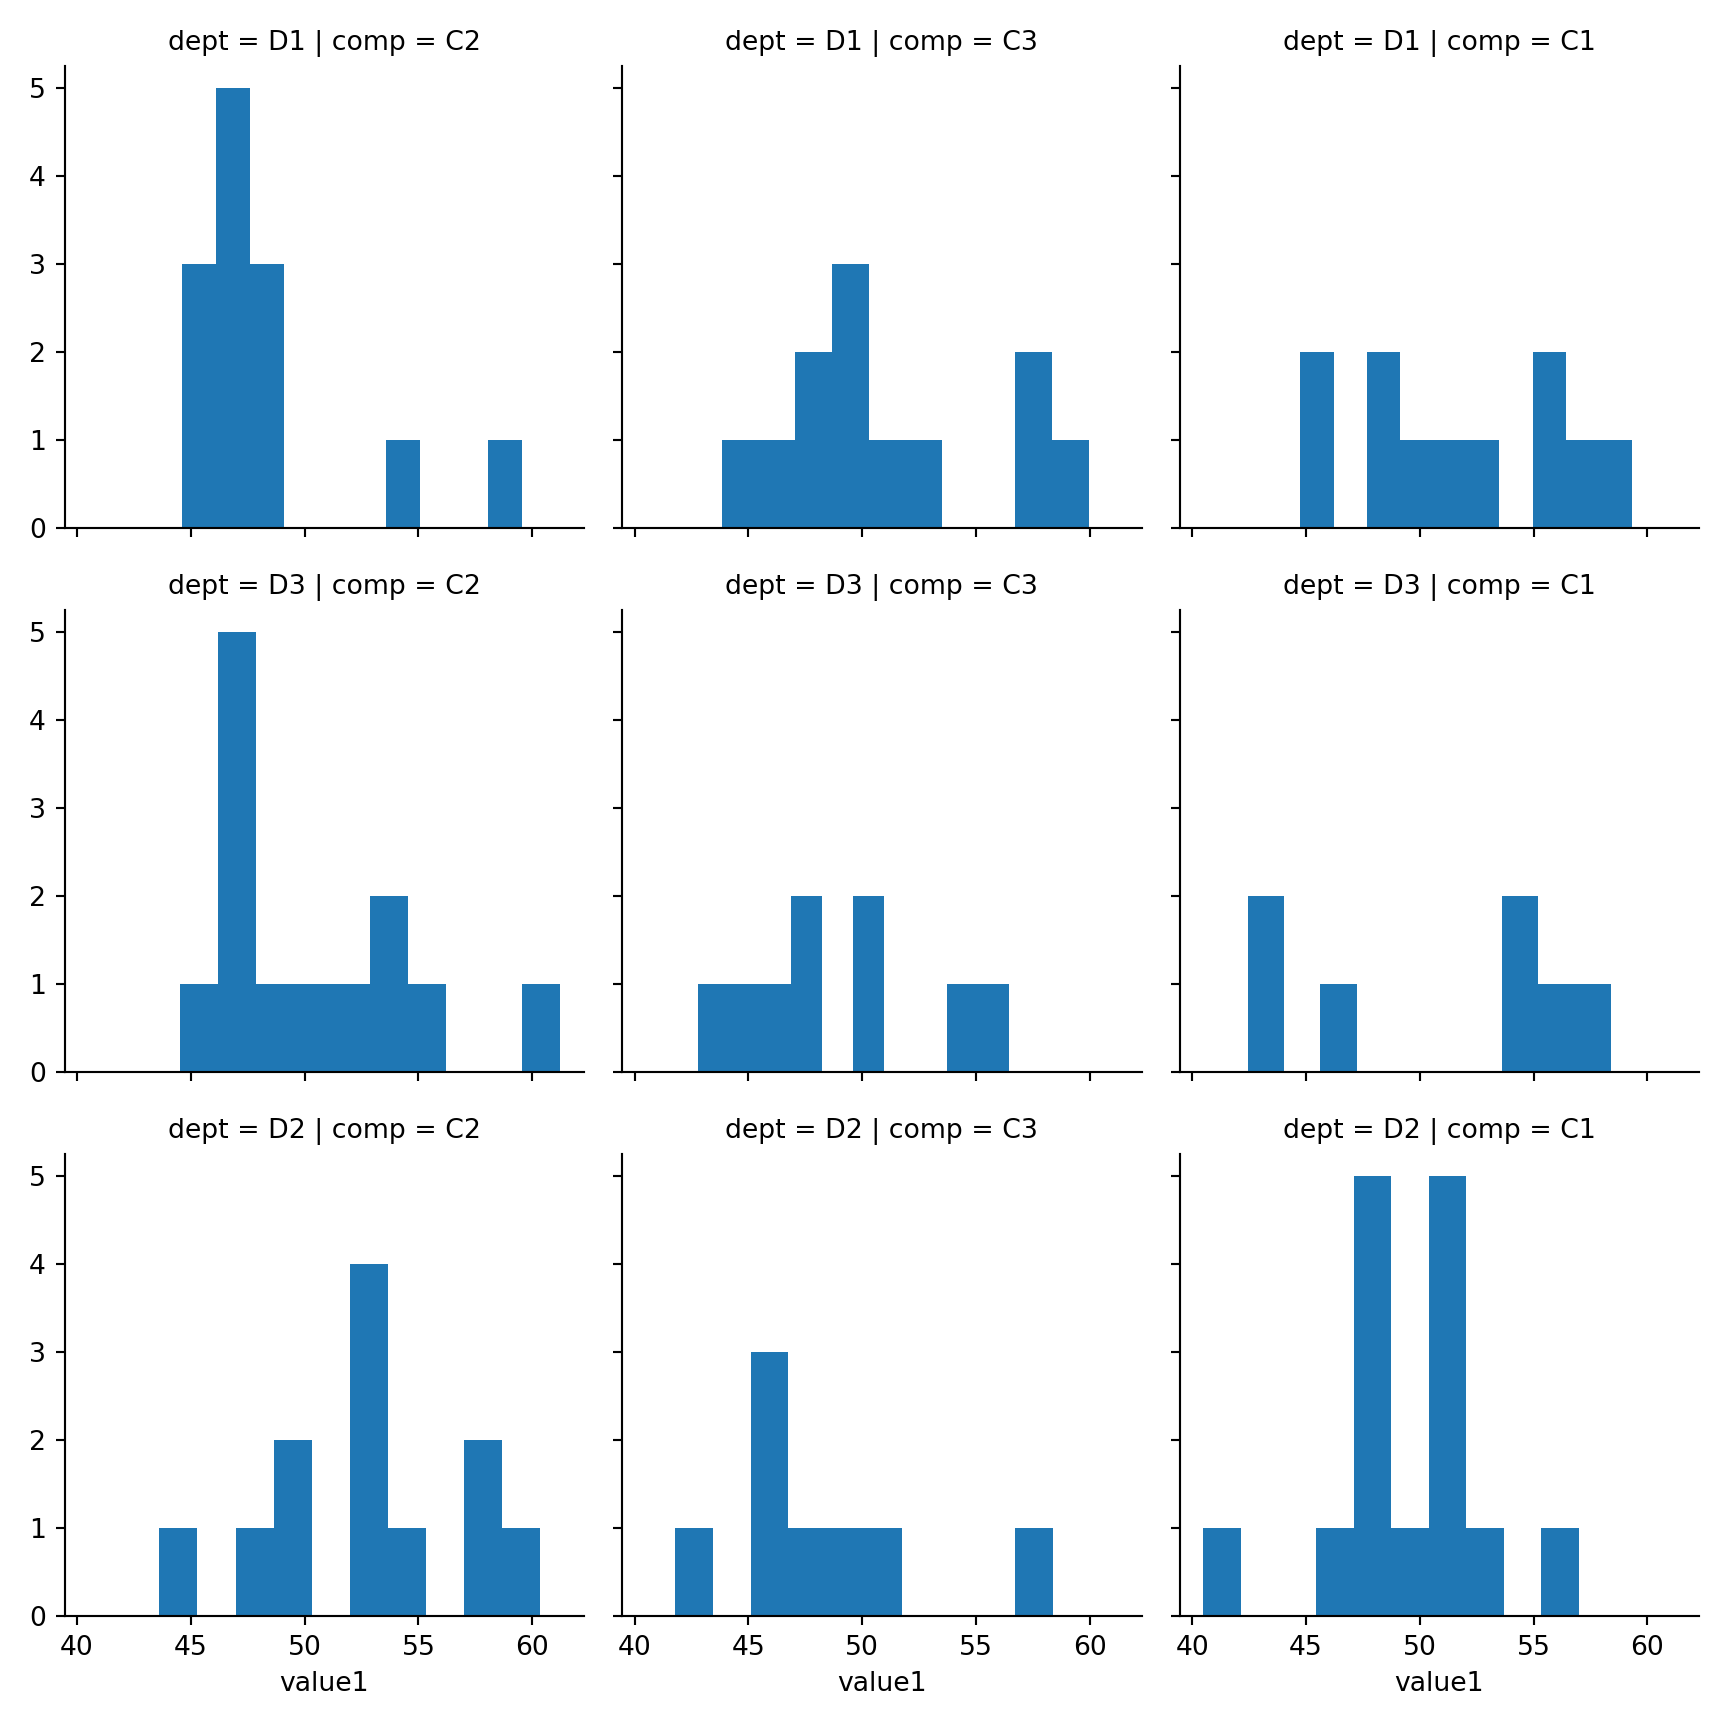 dept = D1 | comp = C2
dept = D1 | comp = C3
dept = D1 | comp = C1
5
4
3
2
1
0
dept = D3 | comp = C2
dept = D3 | comp = C3
dept = D3 | comp = C1
5
4
3
2
1
0
dept = D2 | comp = C2
dept = D2 | comp = C3
dept = D2 | comp = C1
5
4
3
2
1
0
40 45 50 55 60
40 45 50 55 60
40 45 50 55 60
value1
value1
value1